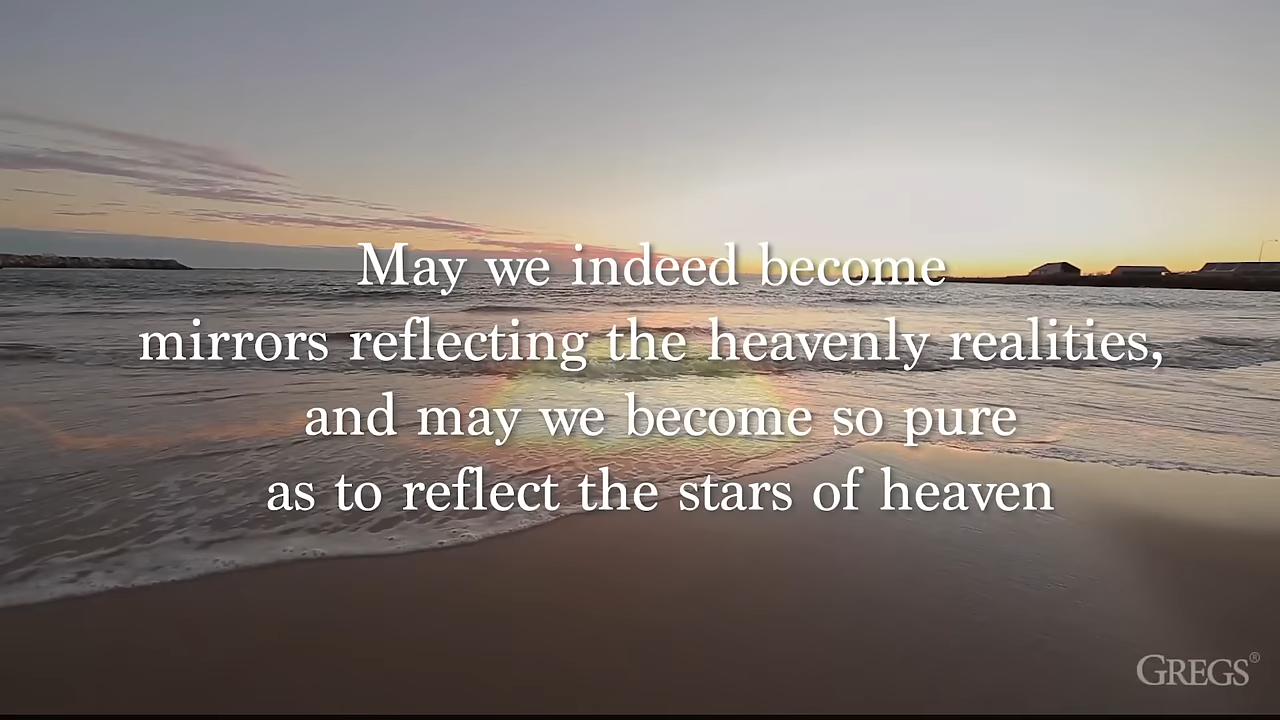 May we indeed become
mirrors reflecting the heavenly realities,
and may we become so pure
as to reflect the stars of heaven
GREGS®